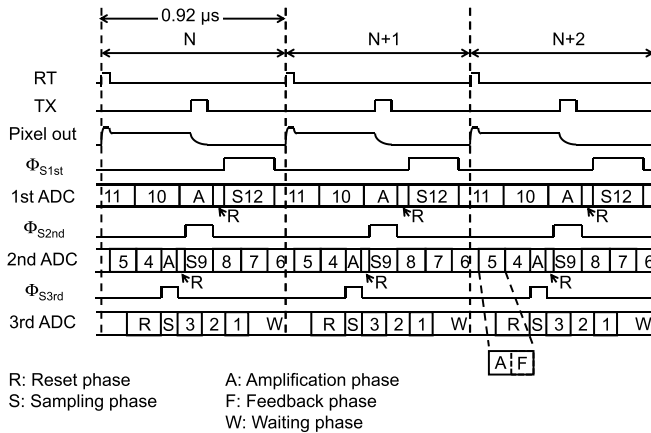 0.92 μs
N N+1 N+2
RT
TX
Pixel out
ΦS1st
1st ADC 11 10 A S12 11 10 A S12 11 10 A S12
R R R
ΦS2nd
2nd ADC 5 4 A S9 8 7 6 5 4 A S9 8 7 6 5 4 A S9 8 7 6
R R R
ΦS3rd
3rd ADC R S 3 2 1 W R S 3 2 1 W R S 3 2 1 W
A F
R: Reset phase A: Amplification phase
S: Sampling phase F: Feedback phase
W: Waiting phase